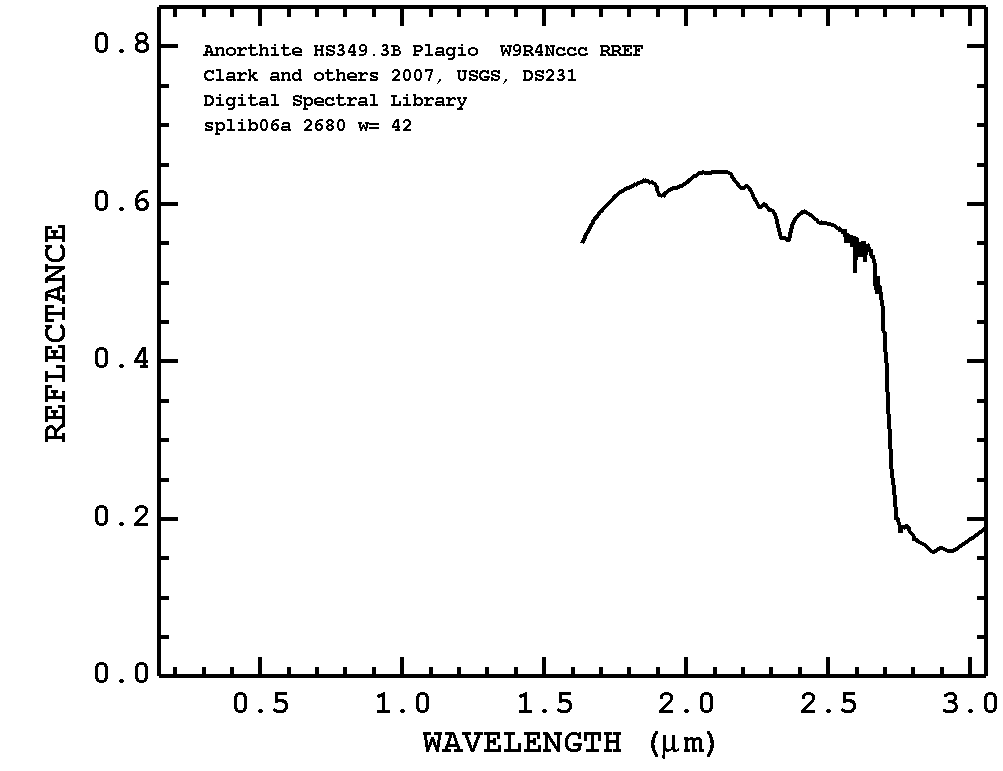 0.8
Anorthite HS349.3B Plagio W9R4Nccc RREF
Clark and others 2007, USGS, DS231
Digital Spectral Library
splib06a 2680 w= 42
0.6
0.4
0.2
0.0
REFLECTANCE
0.5 1.0 1.5 2.0 2.5 3.0
WAVELENGTH (μm)